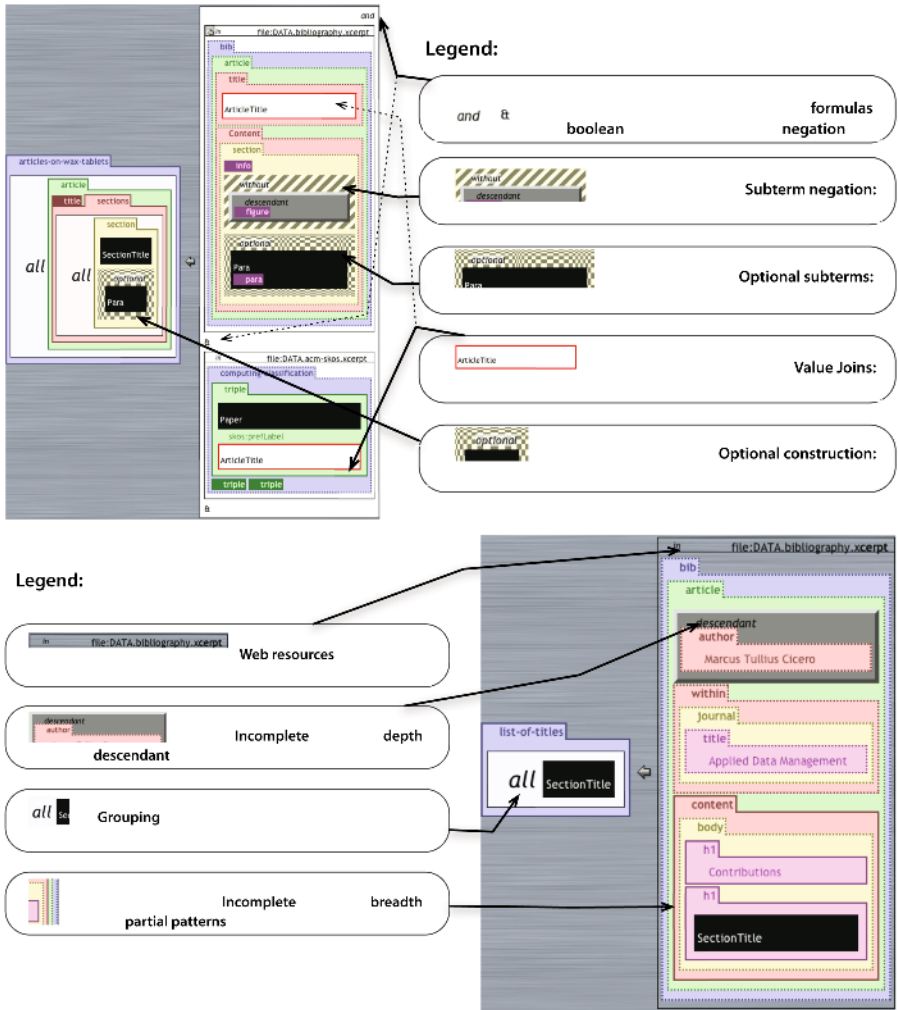 and
in file:DATA.bibliography.xcerpt
bib
article
title
ArticleTitle
Content
section
info
without
descendant
figure
optional
Para
para
&
in file:DATA.acm-skos.xcerpt
computing-classification
triple
Paper
skos:prefLabel
ArticleTitle
triple triple
&
articles-on-wax-tablets
article
title sections
section
all
all
SectionTitle
optional
Para
Legend:
and & formulas
boolean negation
without
descendant
Subterm negation:
optional
Para
Optional subterms:
ArticleTitle
Value Joins:
optional
Optional construction:
Legend:
in file:DATA.bibliography.xcerpt
Web resources
descendant
author
Incomplete depth
descendant
all Sec
Grouping
Incomplete breadth
partial patterns
list-of-titles
all SectionTitle
in file:DATA.bibliography.xcerpt
bib
article
descendant
author
Marcus Tullius Cicero
within
journal
title
Applied Data Management
content
body
h1
Contributions
h1
SectionTitle